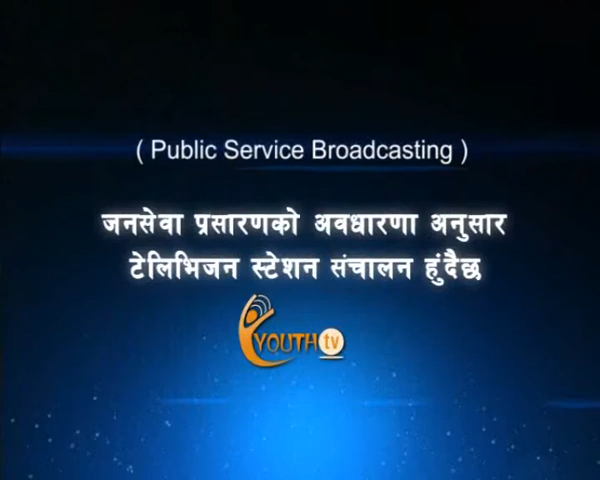 ( Public Service Broadcasting )
जनसेवा प्रसारणको अवधारणा अनुसार
टेलिभिजन स्टेशन संचालन हुंदैछ
YOUTH tv